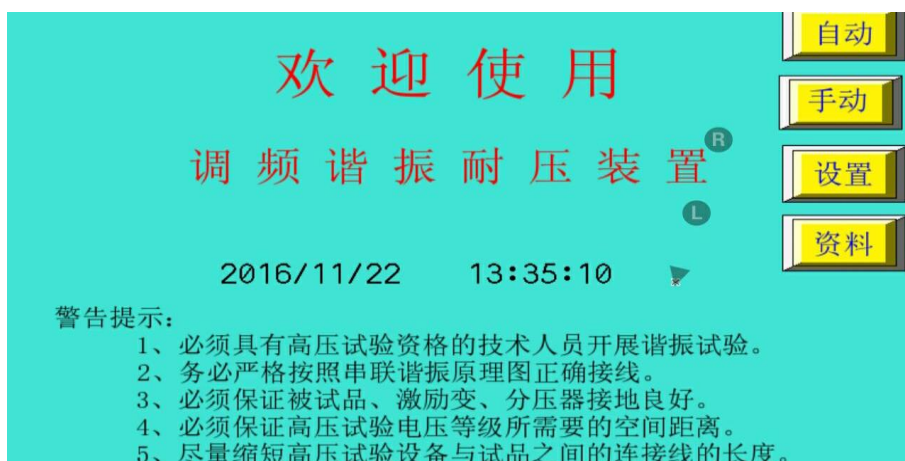 欢迎使用
调频谐振耐压装置
R
L
2016/11/22 13:35:10
自动
手动
设置
资料
警告提示:
1、必须具有高压试验资格的技术人员开展谐振试验。
2、务必严格按照串联谐振原理图正确接线。
3、必须保证被试品、激励变、分压器接地良好。
4、必须保证高压试验电压等级所需要的空间距离。
5、尽量缩短高压试验设备与试品之间的连接线的长度。